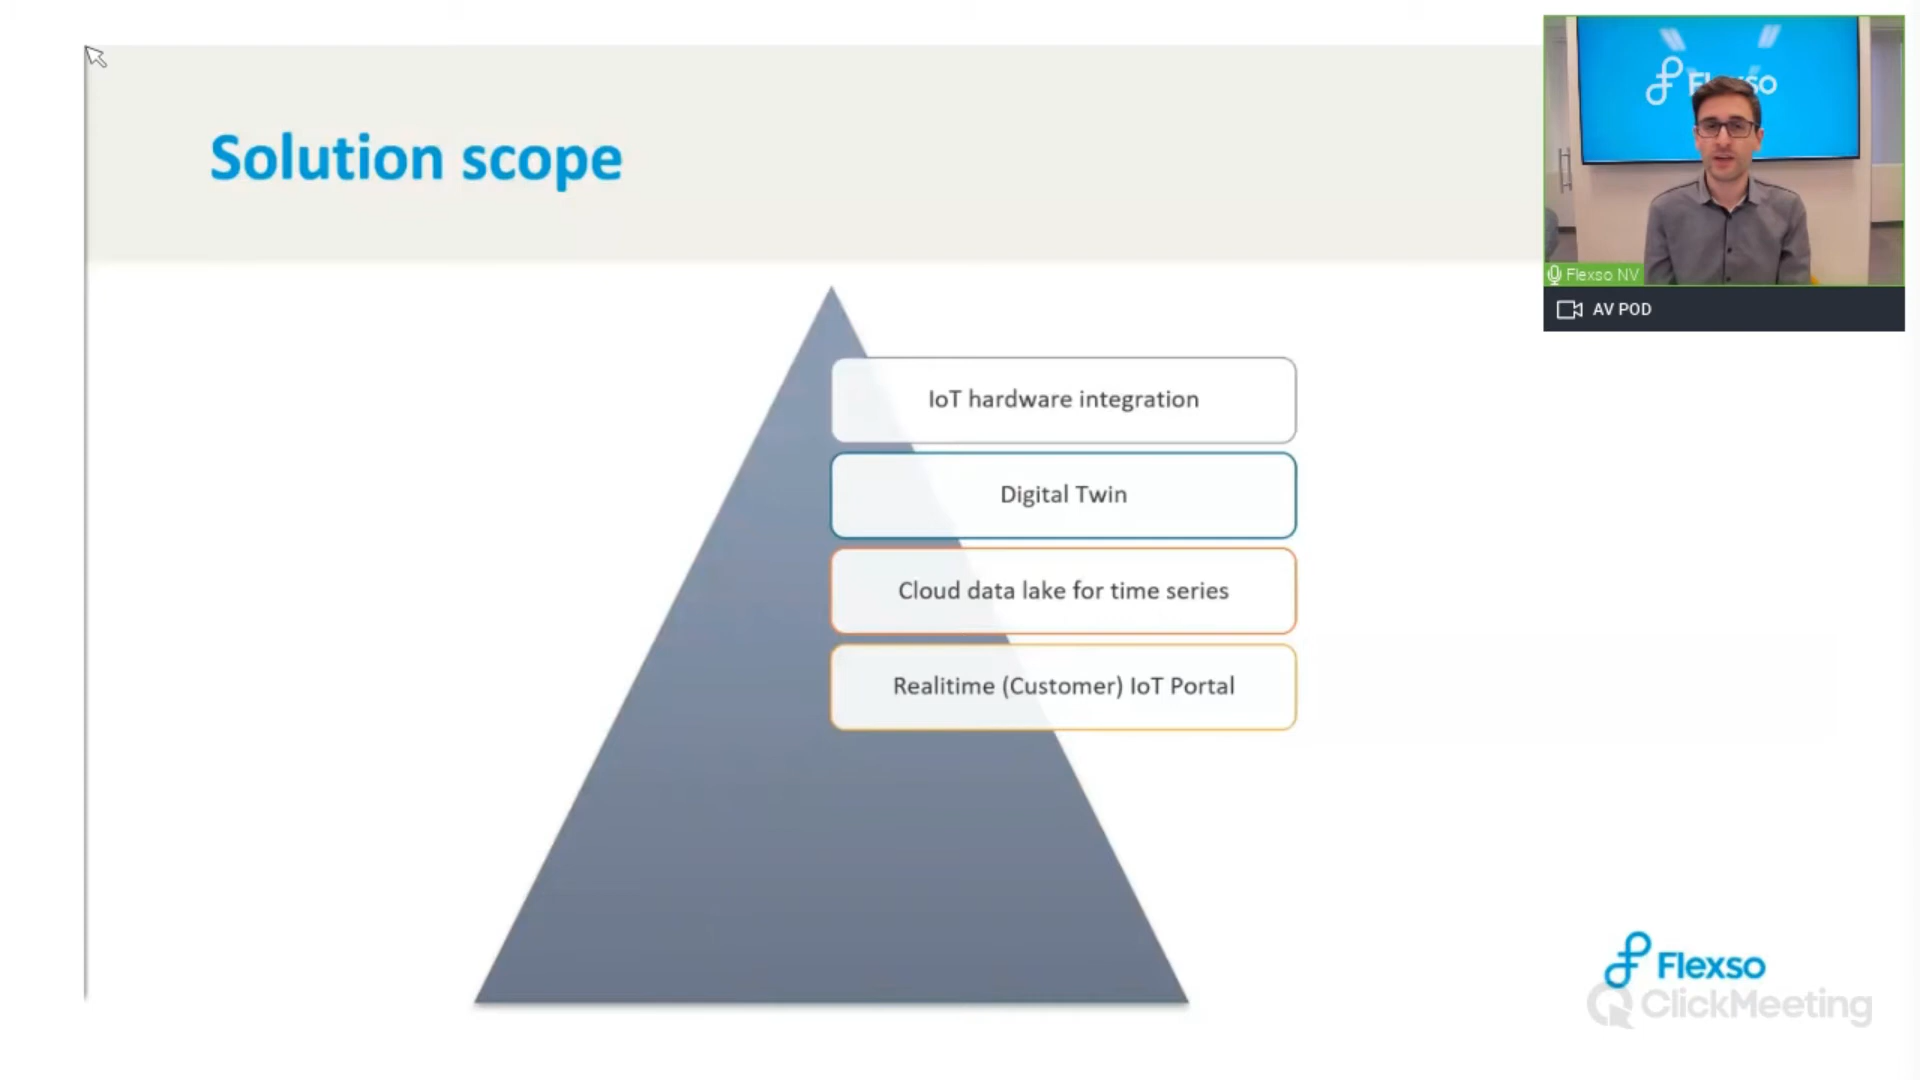 Solution scope
Flexso
Flexso NV
AV POD
IoT hardware integration
Digital Twin
Cloud data lake for time series
Realitime (Customer) IoT Portal
Flexso
ClickMeeting